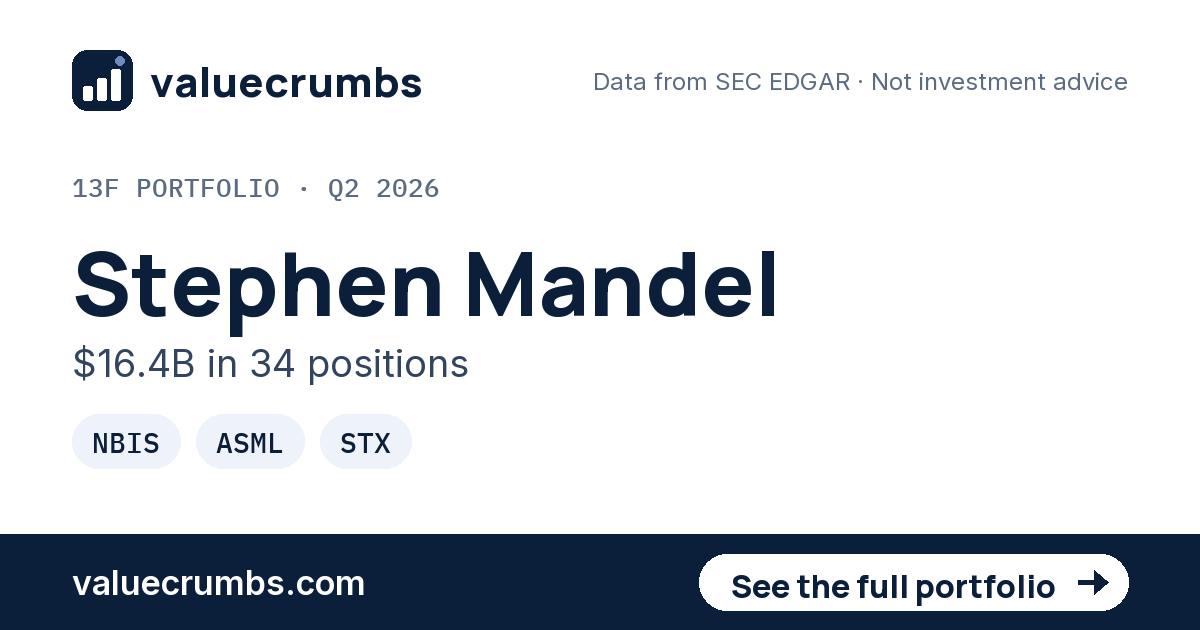 valuecrumbs
Data from SEC EDGAR · Not investment advice
13F PORTFOLIO · Q2 2026
Stephen Mandel
$16.4B in 34 positions
NBIS ASML STX
valuecrumbs.com
See the full portfolio →